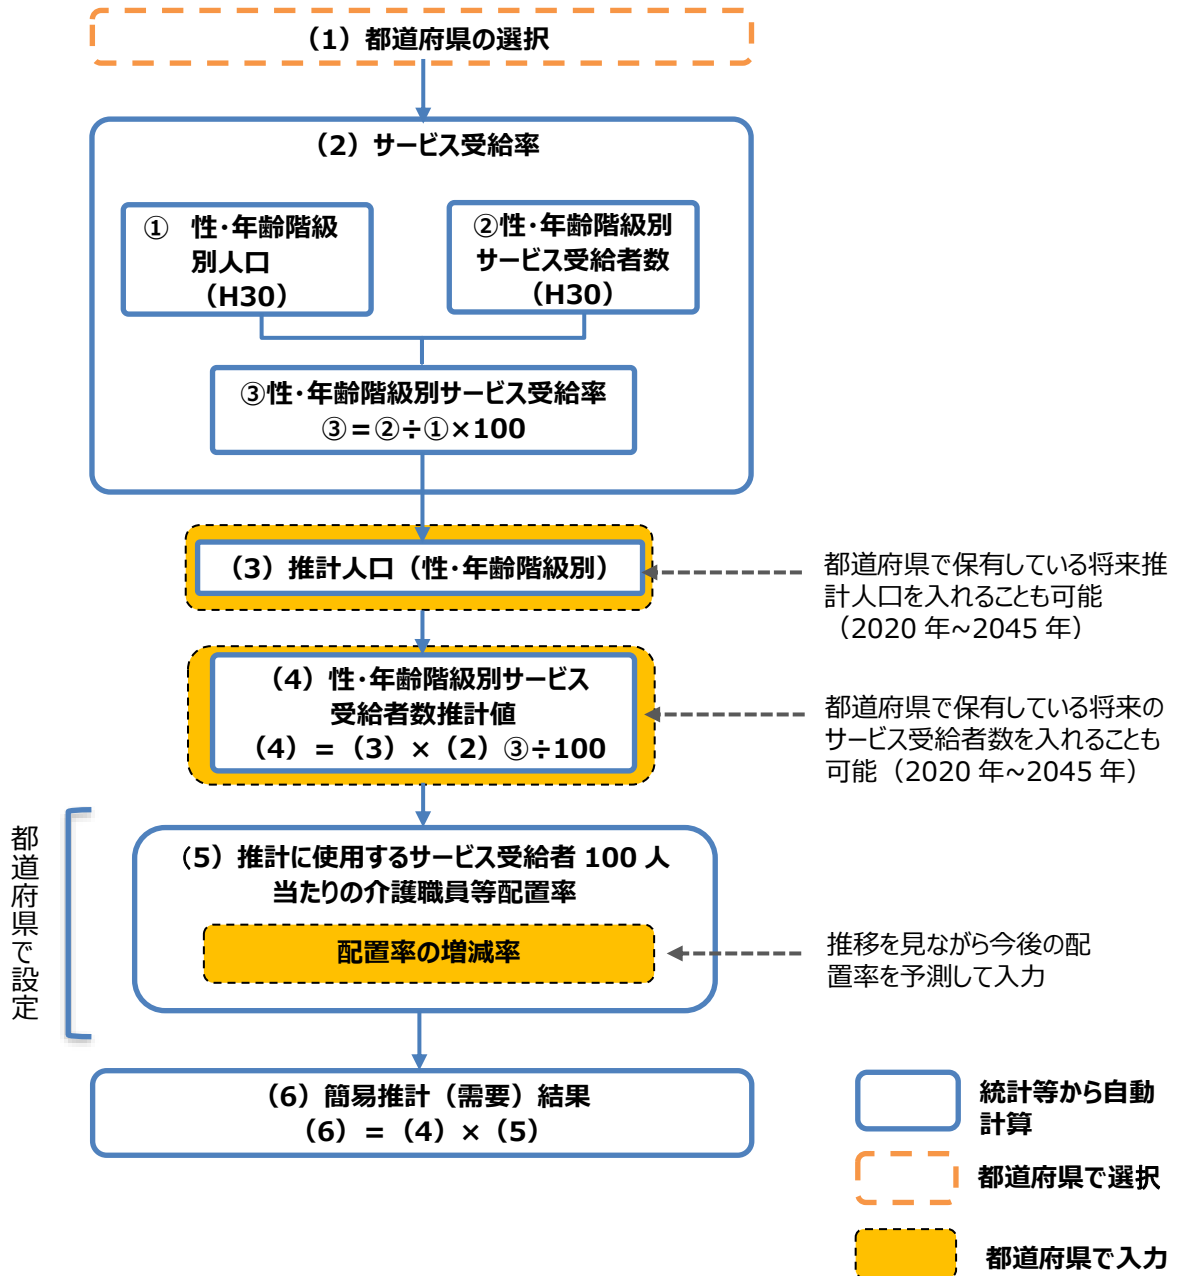 （1）都道府県の選択
（2）サービス受給率
① 性・年齢階級
別人口
（H30）
②性・年齢階級別
サービス受給者数
（H30）
③性・年齢階級別サービス受給率
③＝②÷①×100
（3）推計人口（性・年齢階級別）
都道府県で保有している将来推
計人口を入れることも可能
（2020 年~2045 年）
（4）性・年齢階級別サービス
受給者数推計値
（4）＝（3）×（2）③÷100
都道府県で保有している将来の
サービス受給者数を入れることも
可能（2020 年~2045 年）
都道府県で設定
（5）推計に使用するサービス受給者 100 人
当たりの介護職員等配置率
配置率の増減率
推移を見ながら今後の配
置率を予測して入力
（6）簡易推計（需要）結果
（6）＝（4）×（5）
統計等から自動
計算
都道府県で選択
都道府県で入力